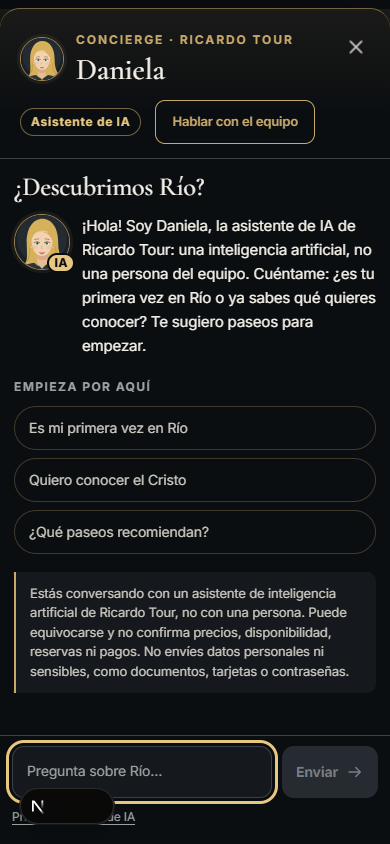 CONCIERGE · RICARDO TOUR
Daniela
Asistente de IA
Hablar con el equipo
¿Descubrimos Río?
IA
¡Hola! Soy Daniela, la asistente de IA de
Ricardo Tour: una inteligencia artificial, no
una persona del equipo. Cuéntame: ¿es tu
primera vez en Río o ya sabes qué quieres
conocer? Te sugiero paseos para
empezar.
EMPIEZA POR AQUÍ
Es mi primera vez en Río
Quiero conocer el Cristo
¿Qué paseos recomiendan?
Estás conversando con un asistente de inteligencia
artificial de Ricardo Tour, no con una persona. Puede
equivocarse y no confirma precios, disponibilidad,
reservas ni pagos. No envíes datos personales ni
sensibles, como documentos, tarjetas o contraseñas.
Pregunta sobre Río...
Enviar →
N
de IA